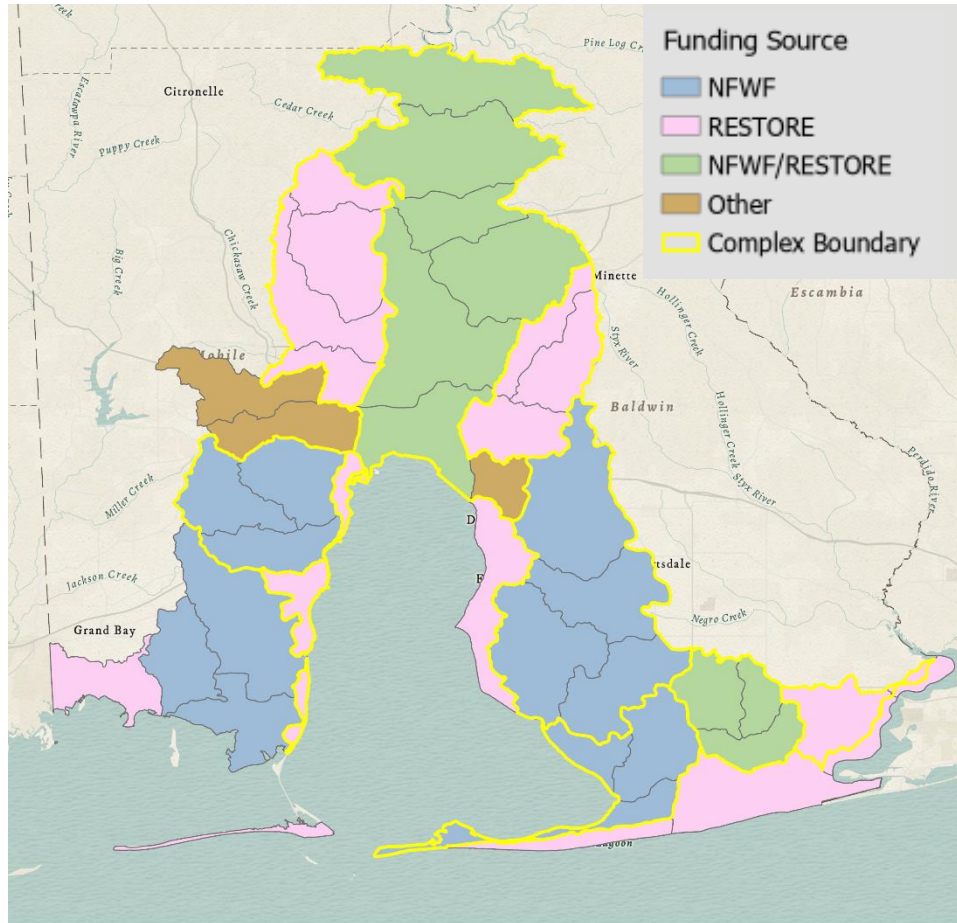 Funding Source
NFWF
RESTORE
NFWF/RESTORE
Other
Complex Boundary
Pine Log
Citronelle
Cedar Creek
Escatawpa River
Puppy Creek
Big Creek
Chickasaw Creek
Minette
Hollinger Creek
Escambia
Styx River
Mobile
Baldwin
Hollinger Creek
Styx River
Perdido River
Miller Creek
D
F
tsdale
Jackson Creek
Negro Creek
Grand Bay
Lagoon